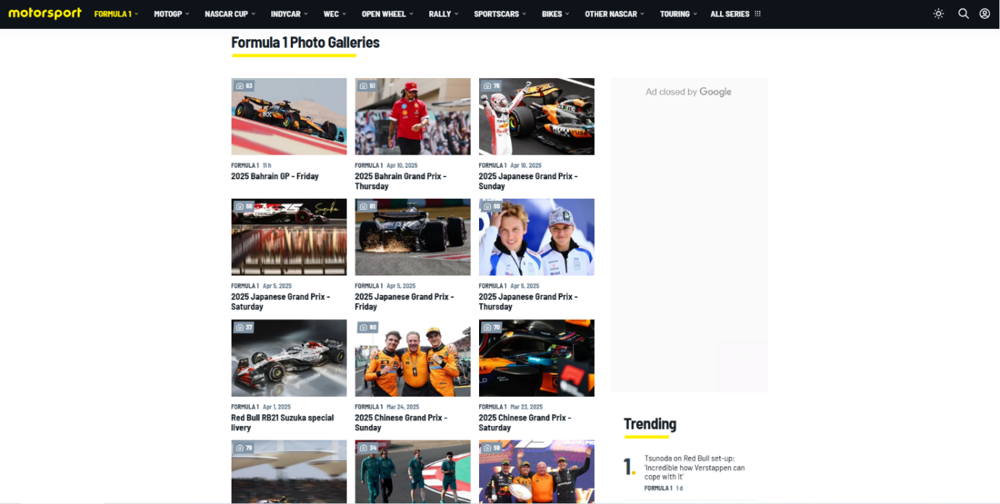 motorsport FORMULA 1 MOTOGP NASCAR CUP INDYCAR WEC OPEN WHEEL RALLY SPORTSCARS BIKES OTHER NASCAR TOURING ALL SERIES
Formula 1 Photo Galleries
63
FORMULA 1 11 h
2025 Bahrain GP - Friday
51
FORMULA 1 Apr 10, 2025
2025 Bahrain Grand Prix -
Thursday
76
FORMULA 1 Apr 10, 2025
2025 Japanese Grand Prix -
Sunday
66
ORACLE
Suzuka
FORMULA 1 Apr 5, 2025
2025 Japanese Grand Prix -
Saturday
61
FORMULA 1 Apr 5, 2025
2025 Japanese Grand Prix -
Friday
69
FORMULA 1 Apr 5, 2025
2025 Japanese Grand Prix -
Thursday
37
ORACLE
FORMULA 1 Apr 1, 2025
Red Bull RB21 Suzuka special
livery
60
FORMULA 1 Mar 24, 2025
2025 Chinese Grand Prix -
Sunday
70
FORMULA 1 Mar 23, 2025
2025 Chinese Grand Prix -
Saturday
79
34
59
Ad closed by Google
Trending
1.
Tsunoda on Red Bull set-up:
'Incredible how Verstappen can
cope with it'
FORMULA 1 1 d